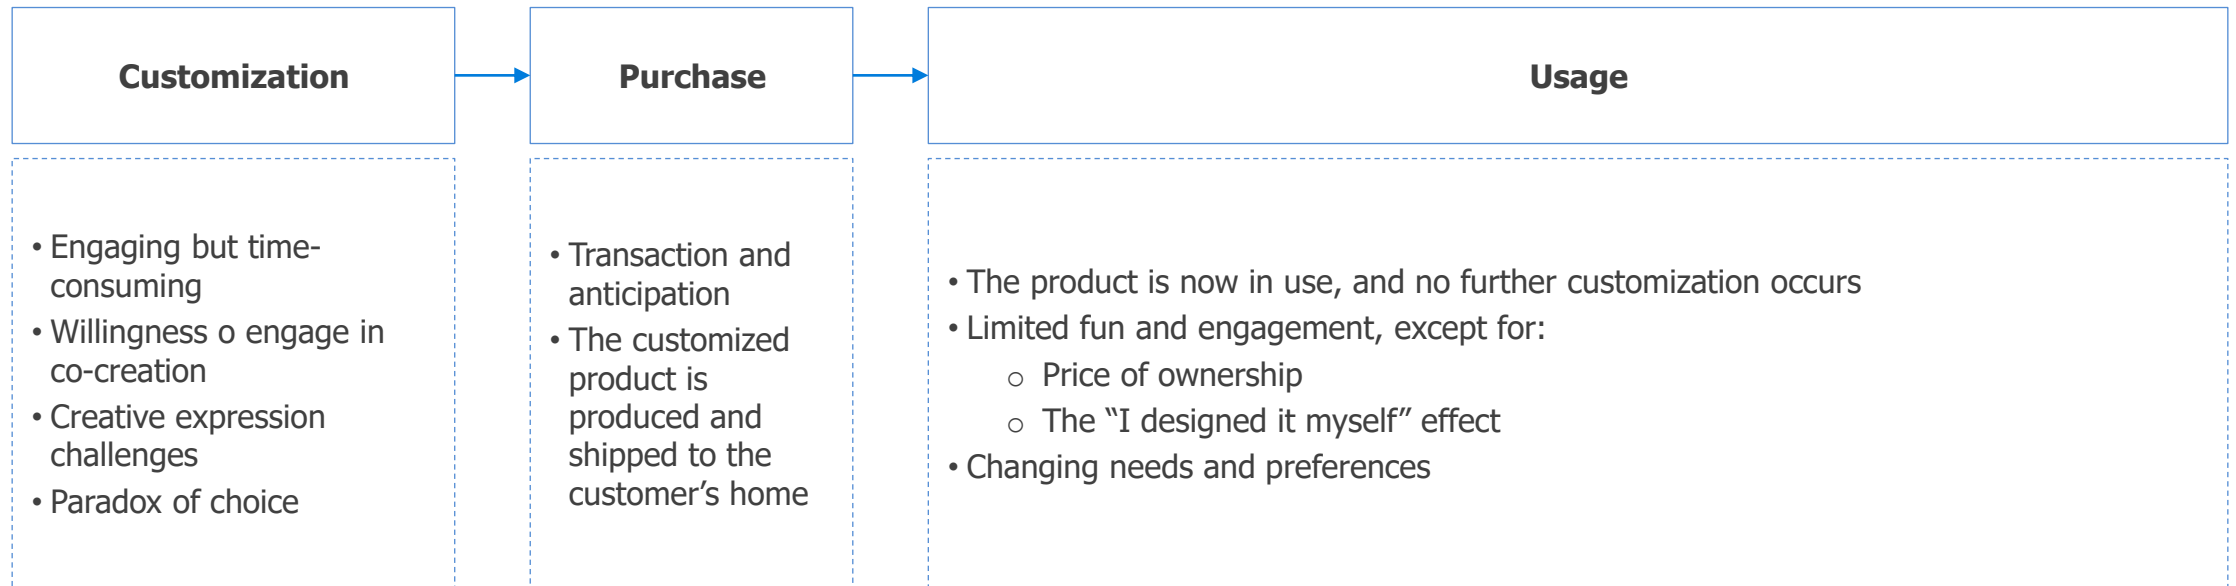 Customization
Purchase
Usage
• Engaging but time-
consuming
• Willingness o engage in
co-creation
• Creative expression
challenges
• Paradox of choice
• Transaction and
anticipation
• The customized
product is
produced and
shipped to the
customer’s home
• The product is now in use, and no further customization occurs
• Limited fun and engagement, except for:
o Price of ownership
o The “I designed it myself” effect
• Changing needs and preferences